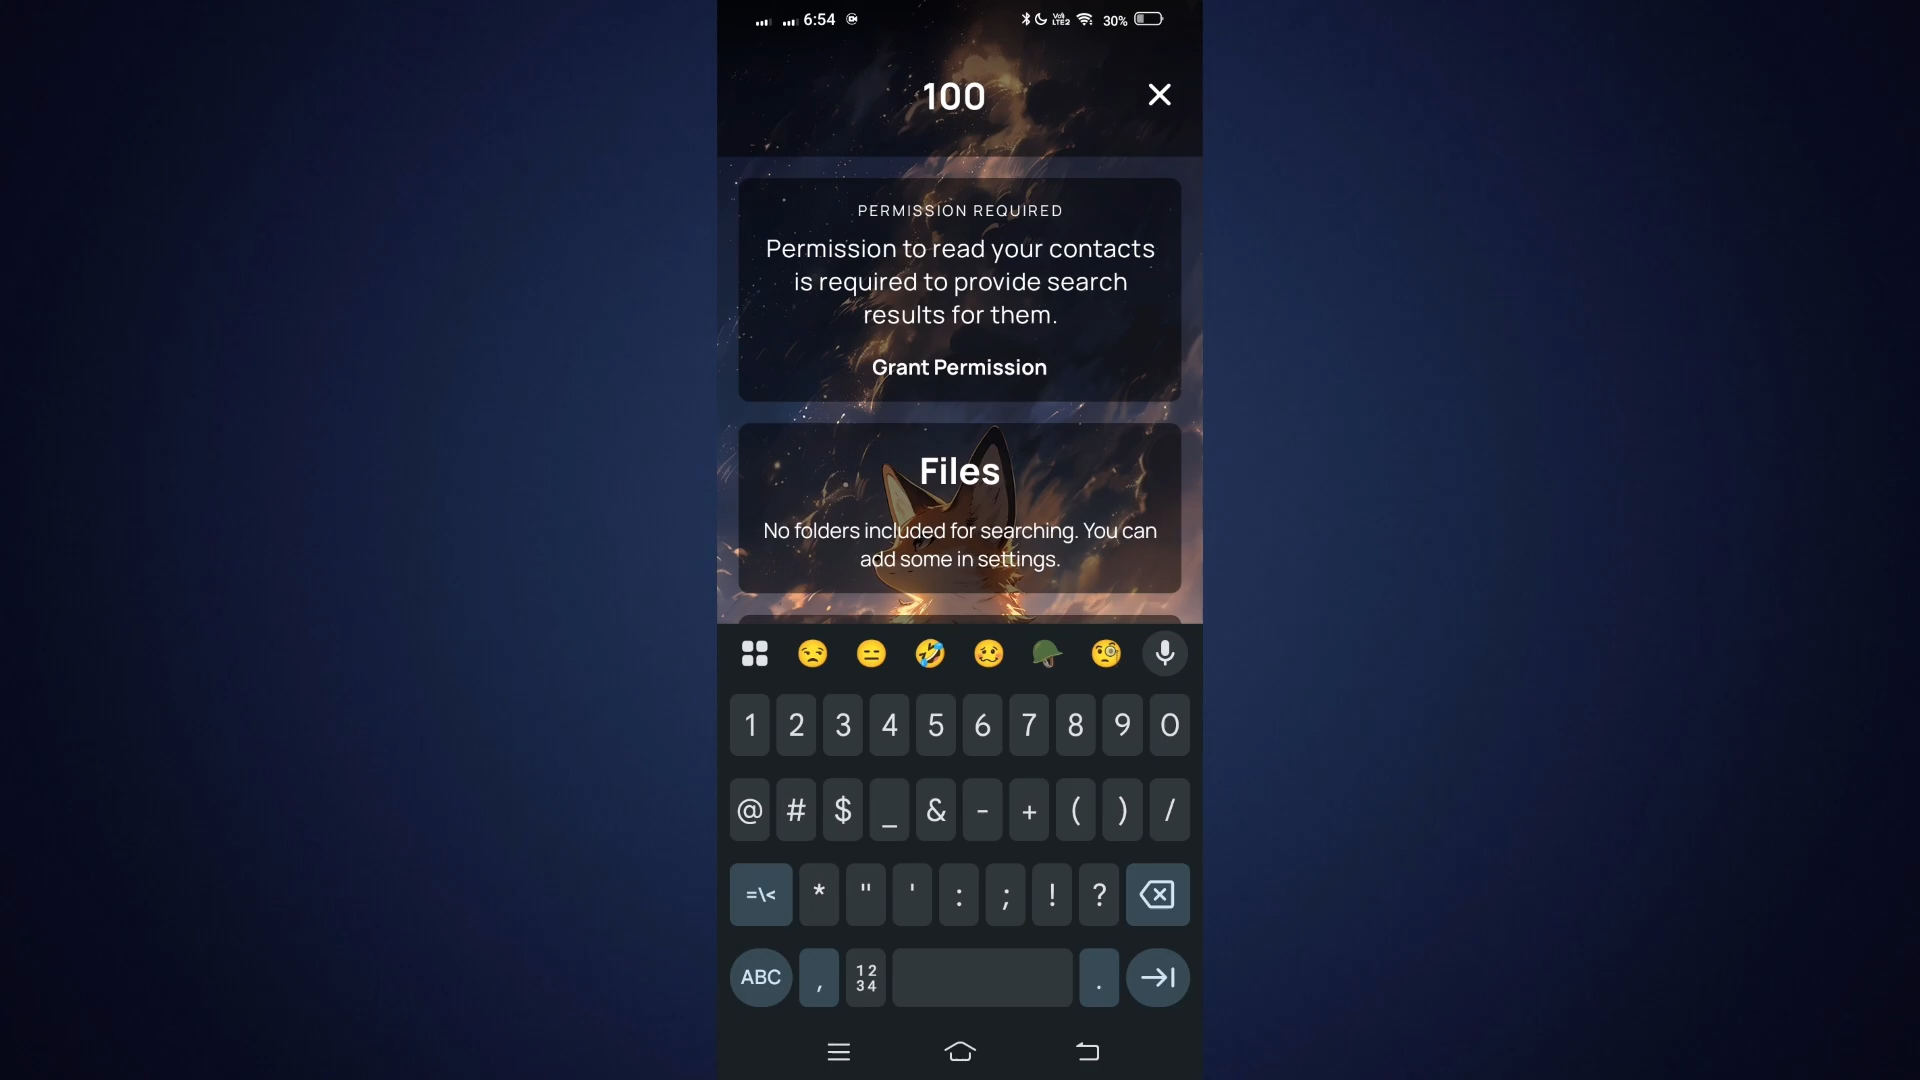 6:54
VoD
LTE2
30%
100
PERMISSION REQUIRED
Permission to read your contacts
is required to provide search
results for them.
Grant Permission
Files
No folders included for searching. You can
add some in settings.
1 2 3 4 5 6 7 8 9 0
@ # $ _ & - + ( ) /
=\< * " ' : ; ! ?
ABC , 12 34 .